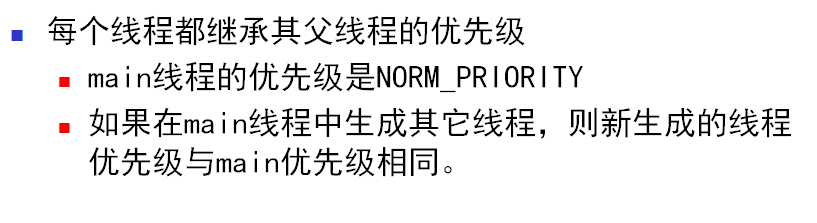 每个线程都继承其父线程的优先级
main线程的优先级是NORM_PRIORITY
如果在main线程中生成其它线程，则新生成的线程
优先级与main优先级相同。